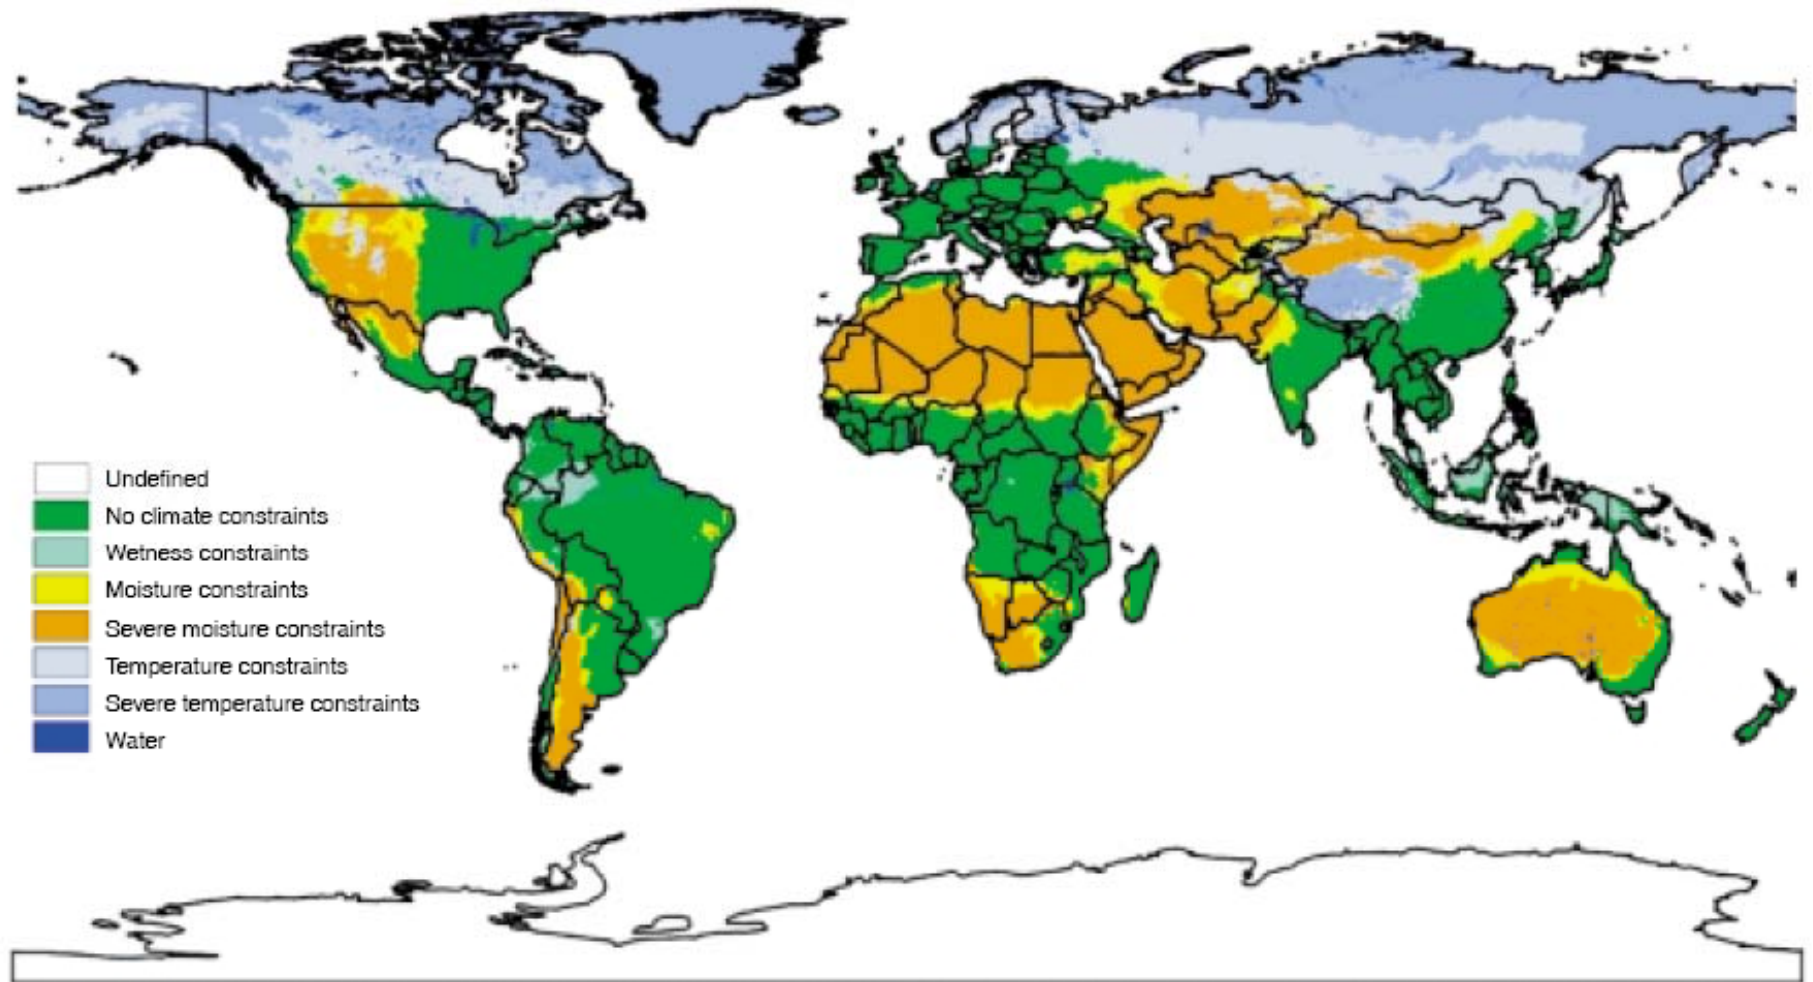 Undefined
No climate constraints
Wetness constraints
Moisture constraints
Severe moisture constraints
Temperature constraints
Severe temperature constraints
Water